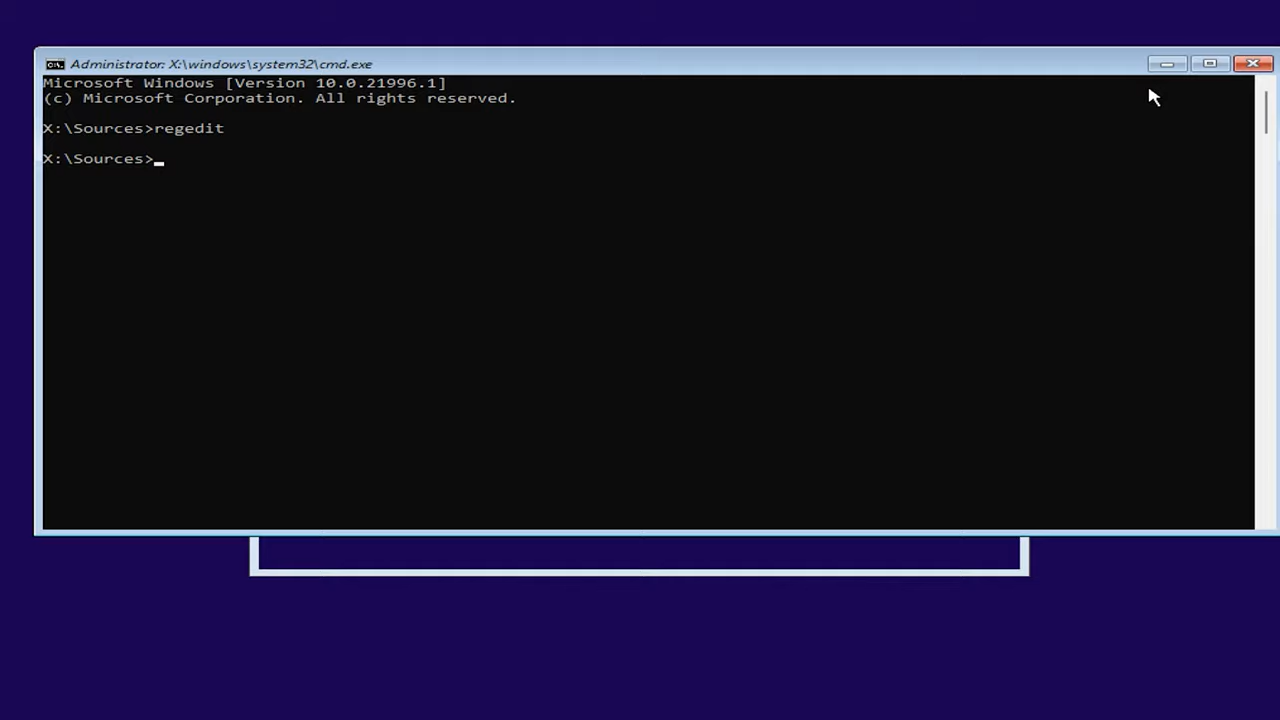 Administrator: X:\windows\system32\cmd.exe
Microsoft Windows [Version 10.0.21996.1]
(c) Microsoft Corporation. All rights reserved.
X:\Sources>regedit
X:\Sources>